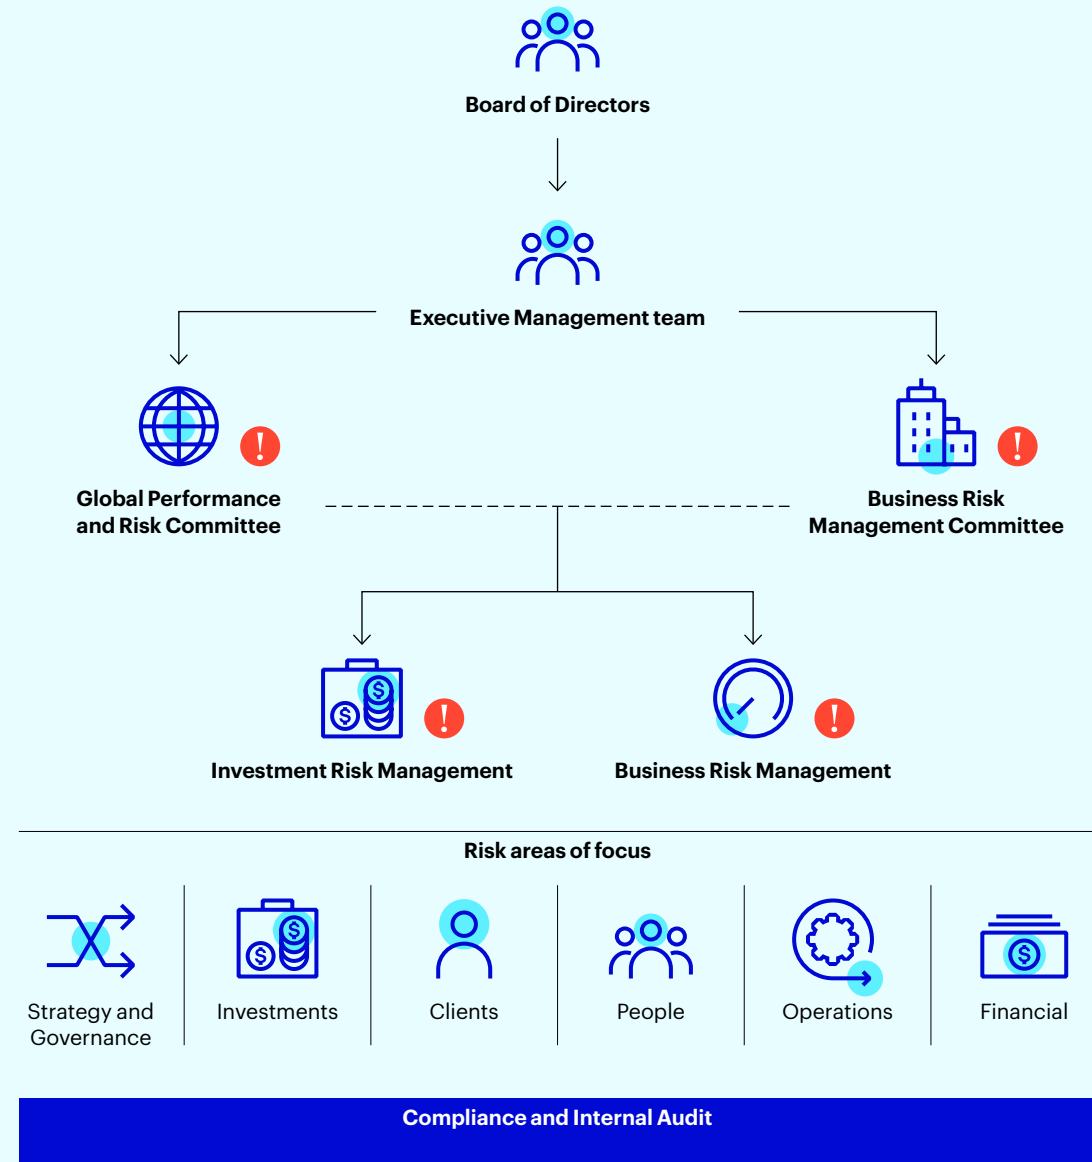 Board of Directors
Executive Management team
!
!
Global Performance
and Risk Committee
Business Risk
Management Committee
$
$
!
!
Investment Risk Management
Business Risk Management
Risk areas of focus
$
$
$
Strategy and
Governance
Investments
Clients
People
Operations
Financial
Compliance and Internal Audit